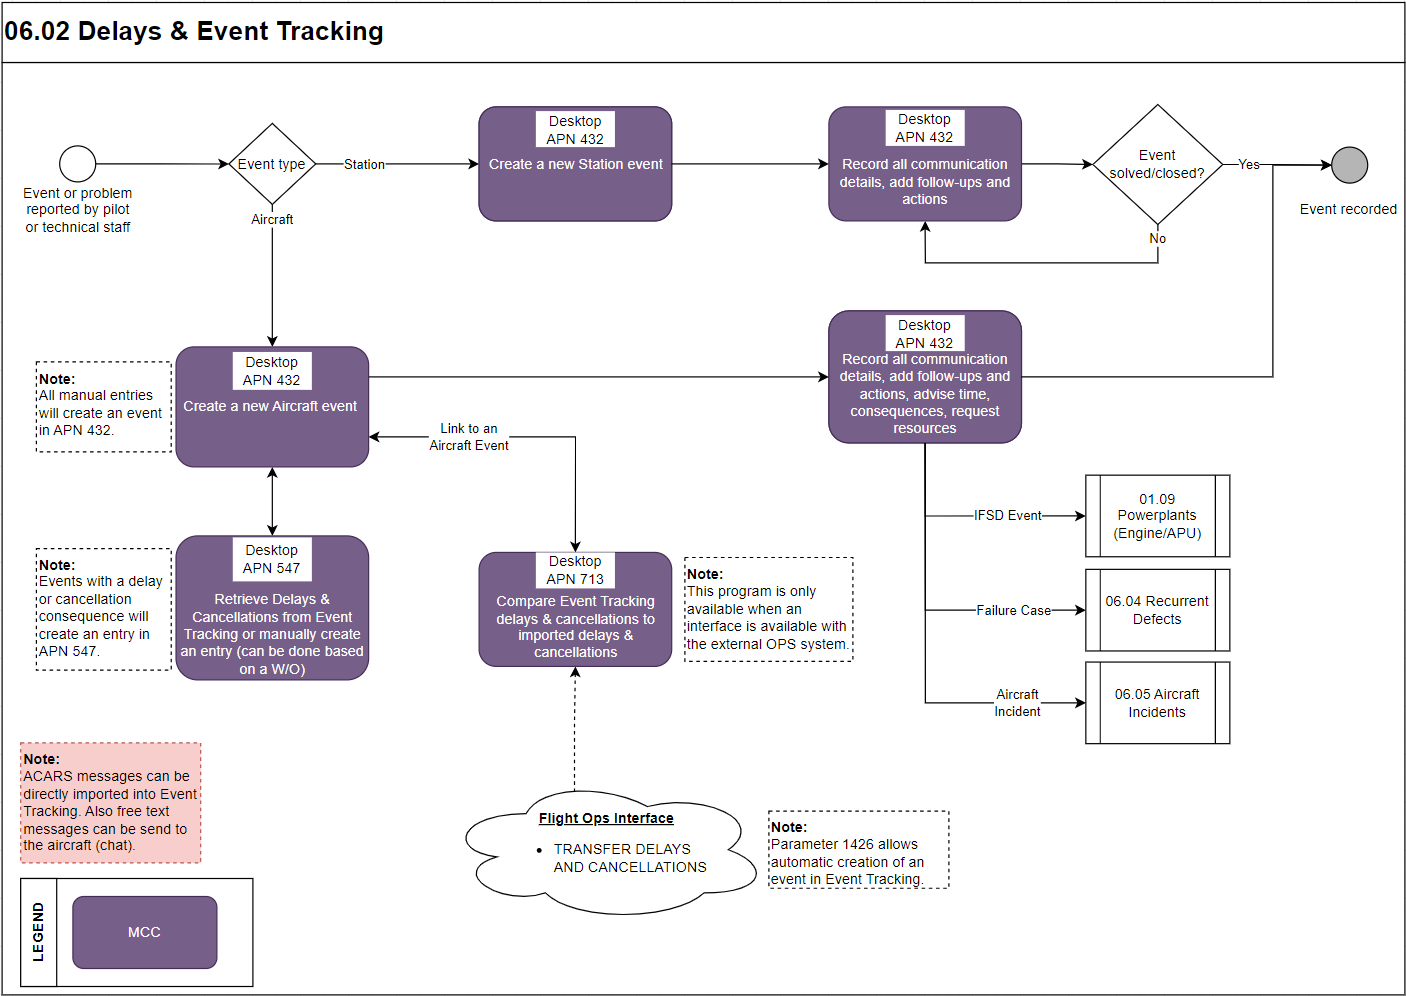 06.02 Delays & Event Tracking
Event or problem
reported by pilot
or technical staff
Event type
Station
Aircraft
Desktop
APN 432
Create a new Station event
Desktop
APN 432
Record all communication
details, add follow-ups and
actions
Event
solved/closed?
Yes
No
Event recorded
Note:
All manual entries
will create an event
in APN 432.
Desktop
APN 432
Create a new Aircraft event
Desktop
APN 432
Record all communication
details, add follow-ups and
actions, advise time,
consequences, request
resources
Link to an
Aircraft Event
Note:
Events with a delay
or cancellation
consequence will
create an entry in
APN 547.
Desktop
APN 547
Retrieve Delays &
Cancellations from Event
Tracking or manually create
an entry (can be done based
on a W/O)
Desktop
APN 713
Compare Event Tracking
delays & cancellations to
imported delays &
cancellations
Note:
This program is only
available when an
interface is available with
the external OPS system.
IFSD Event
01.09
Powerplants
(Engine/APU)
Failure Case
06.04 Recurrent
Defects
Aircraft
Incident
06.05 Aircraft
Incidents
Note:
ACARS messages can be
directly imported into Event
Tracking. Also free text
messages can be send to
the aircraft (chat).
Flight Ops Interface
• TRANSFER DELAYS
AND CANCELLATIONS
Note:
Parameter 1426 allows
automatic creation of an
event in Event Tracking.
LEGEND
MCC